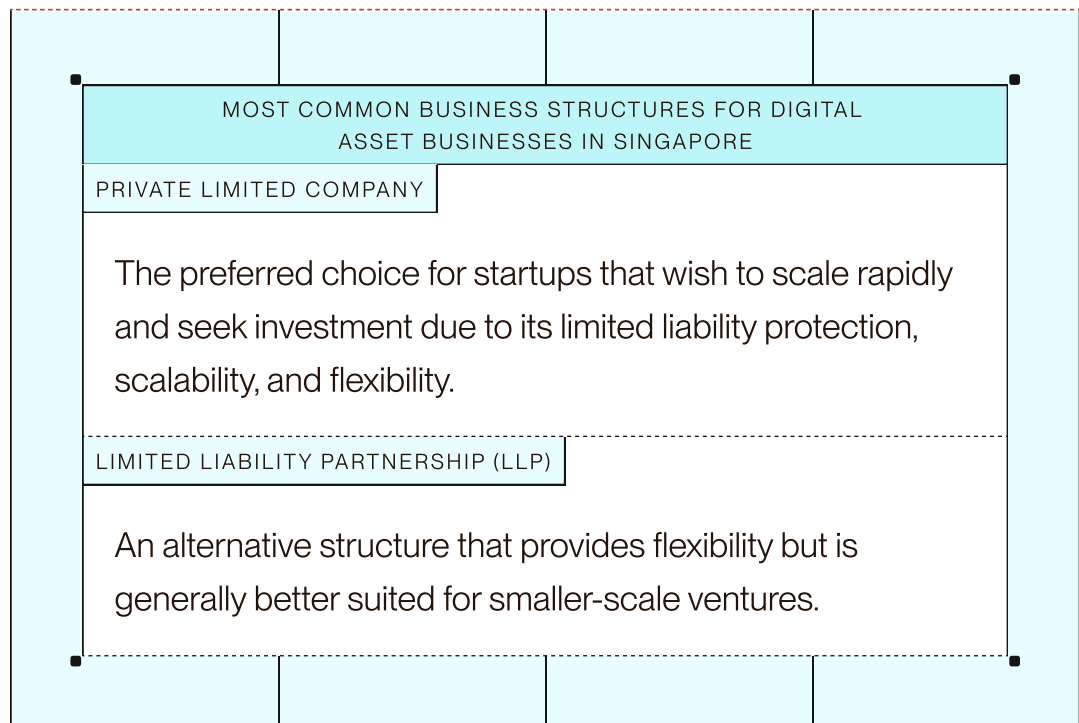 MOST COMMON BUSINESS STRUCTURES FOR DIGITAL
ASSET BUSINESSES IN SINGAPORE
PRIVATE LIMITED COMPANY
The preferred choice for startups that wish to scale rapidly
and seek investment due to its limited liability protection,
scalability, and flexibility.
LIMITED LIABILITY PARTNERSHIP (LLP)
An alternative structure that provides flexibility but is
generally better suited for smaller-scale ventures.